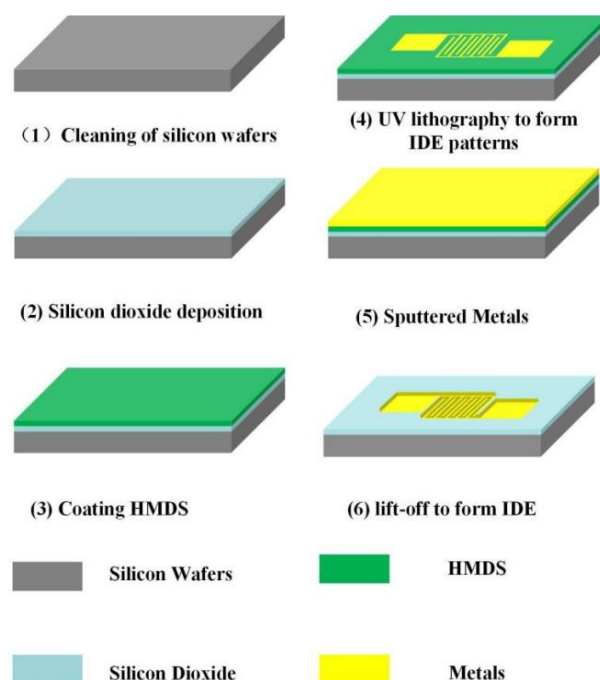 （1）Cleaning of silicon wafers
(2) Silicon dioxide deposition
(3) Coating HMDS
(4) UV lithography to form
IDE patterns
(5) Sputtered Metals
(6) lift-off to form IDE
Silicon Wafers
HMDS
Silicon Dioxide
Metals